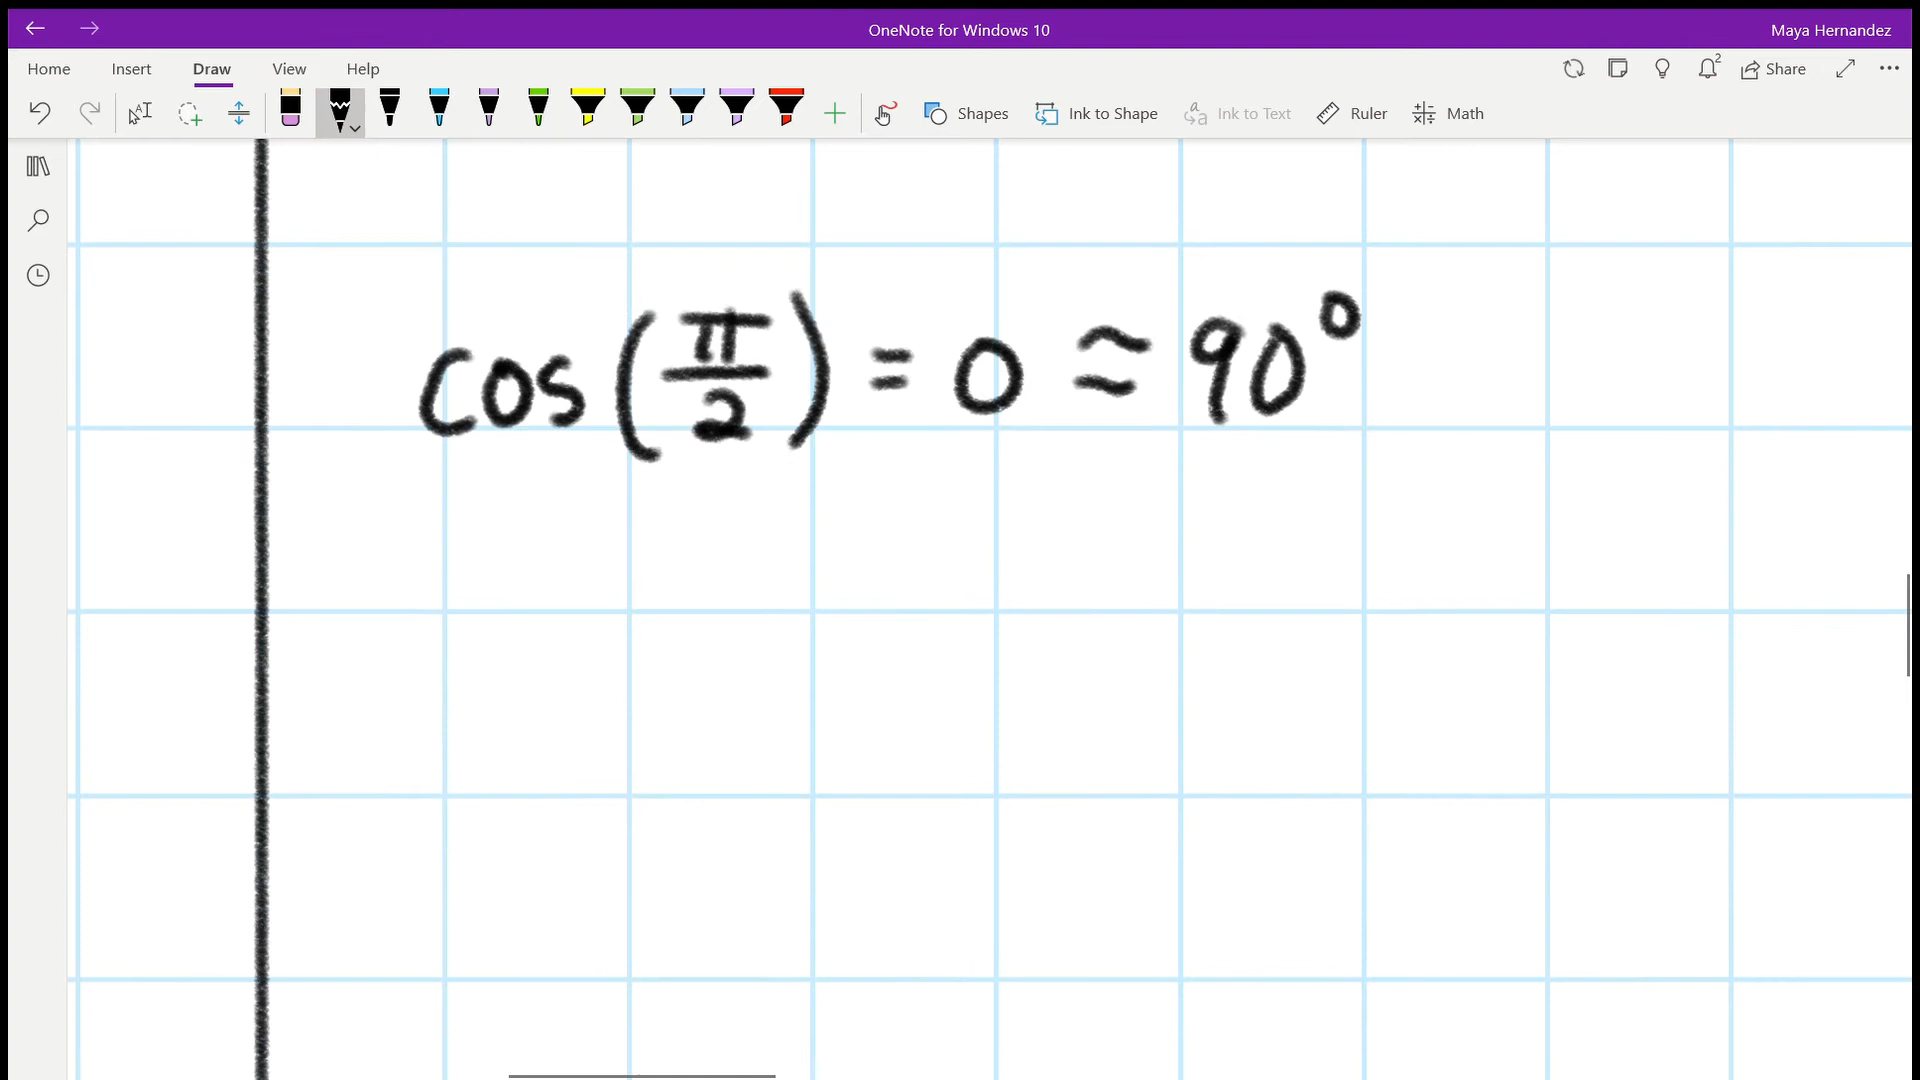 OneNote for Windows 10
Maya Hernandez
Home Insert Draw View Help
2
Share
Shapes Ink to Shape Ink to Text Ruler Math
cos(π/2) = 0 ≈ 90°